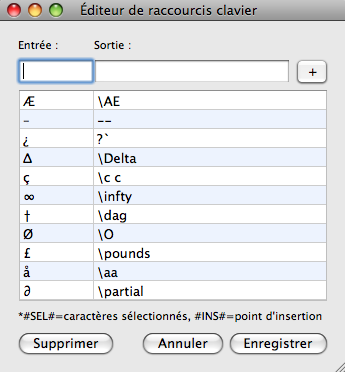 Éditeur de raccourcis clavier
Entrée : Sortie :
+
Æ \AE
– --
¿ ?`
∆ \Delta
ç \c c
∞ \infty
† \dag
Ø \O
£ \pounds
å \aa
∂ \partial
*#SEL#=caractères sélectionnés, #INS#=point d'insertion
Supprimer Annuler Enregistrer